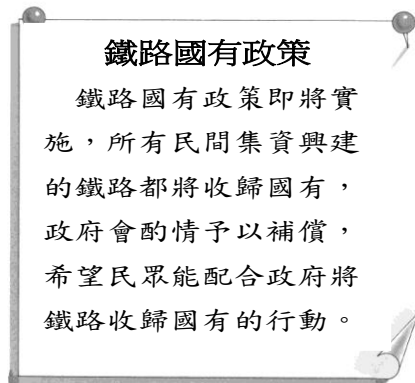 鐵路國有政策
鐵路國有政策即將實
施，所有民間集資興建
的鐵路都將收歸國有，
政府會酌情予以補償，
希望民眾能配合政府將
鐵路收歸國有的行動。